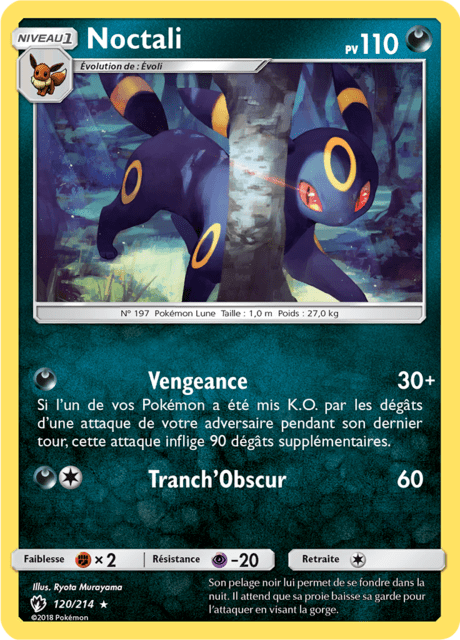 NIVEAU 1
Noctali
PV 110
Évolution de : Évoli
N° 197 Pokémon Lune Taille : 1,0 m Poids : 27,0 kg
Vengeance 30+
Si l'un de vos Pokémon a été mis K.O. par les dégâts
d'une attaque de votre adversaire pendant son dernier
tour, cette attaque inflige 90 dégâts supplémentaires.
Tranch'Obscur 60
Faiblesse ×2 Résistance -20 Retraite
Illus. Ryota Murayama
120/214 ★
©2018 Pokémon
Son pelage noir lui permet de se fondre dans la
nuit. Il attend que sa proie baisse sa garde pour
l'attaquer en visant la gorge.